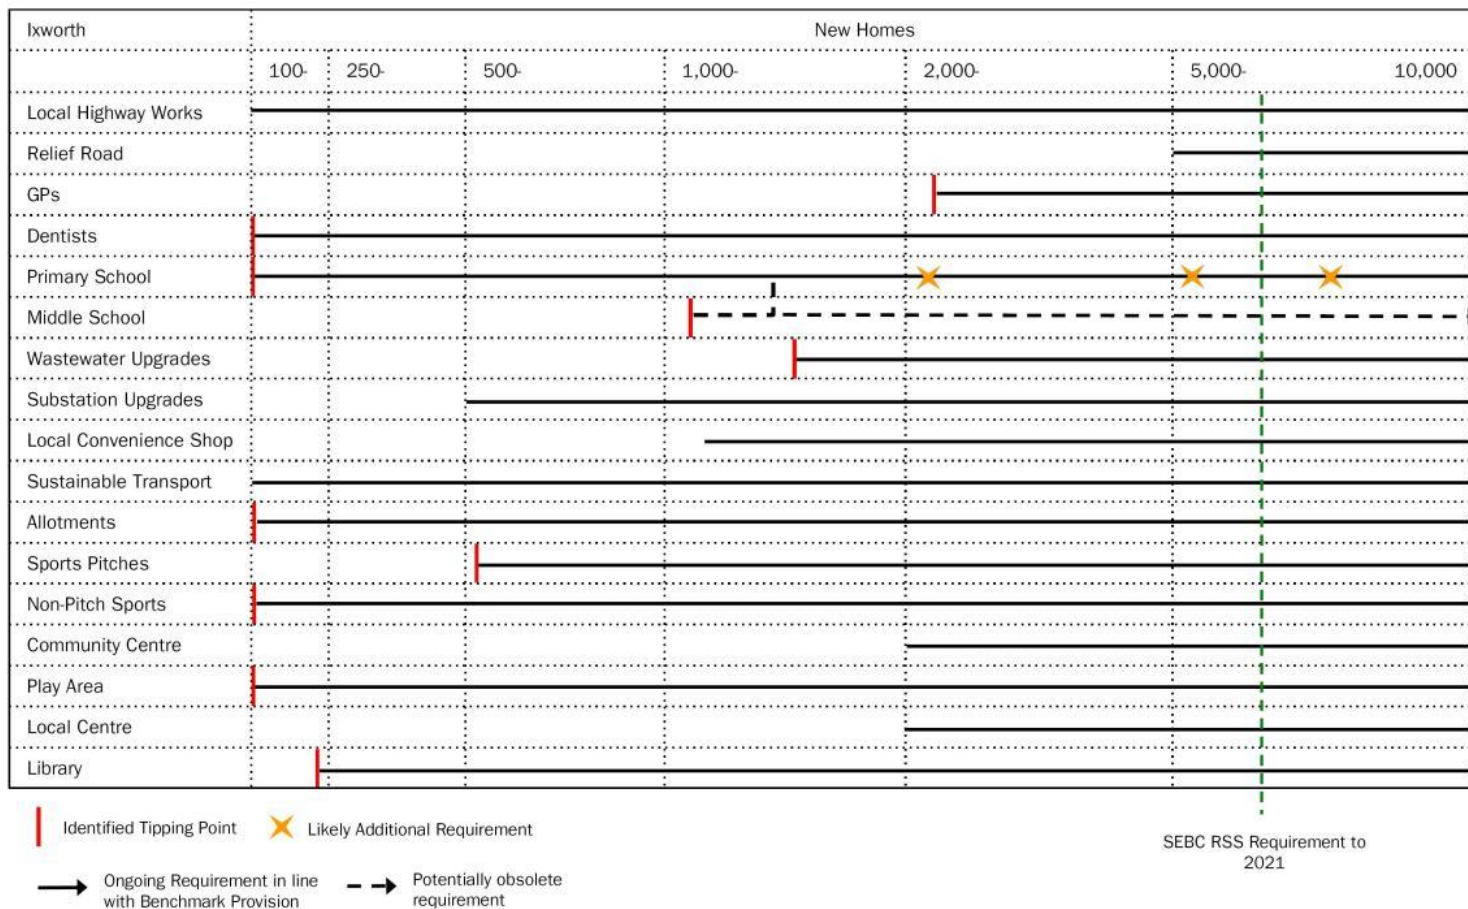 Ixworth New Homes
100- 250- 500- 1,000- 2,000- 5,000- 10,000
Local Highway Works
Relief Road
GPs
Dentists
Primary School
Middle School
Wastewater Upgrades
Substation Upgrades
Local Convenience Shop
Sustainable Transport
Allotments
Sports Pitches
Non-Pitch Sports
Community Centre
Play Area
Local Centre
Library
Identified Tipping Point
Likely Additional Requirement
SEBC RSS Requirement to
2021
Ongoing Requirement in line
with Benchmark Provision
Potentially obsolete
requirement